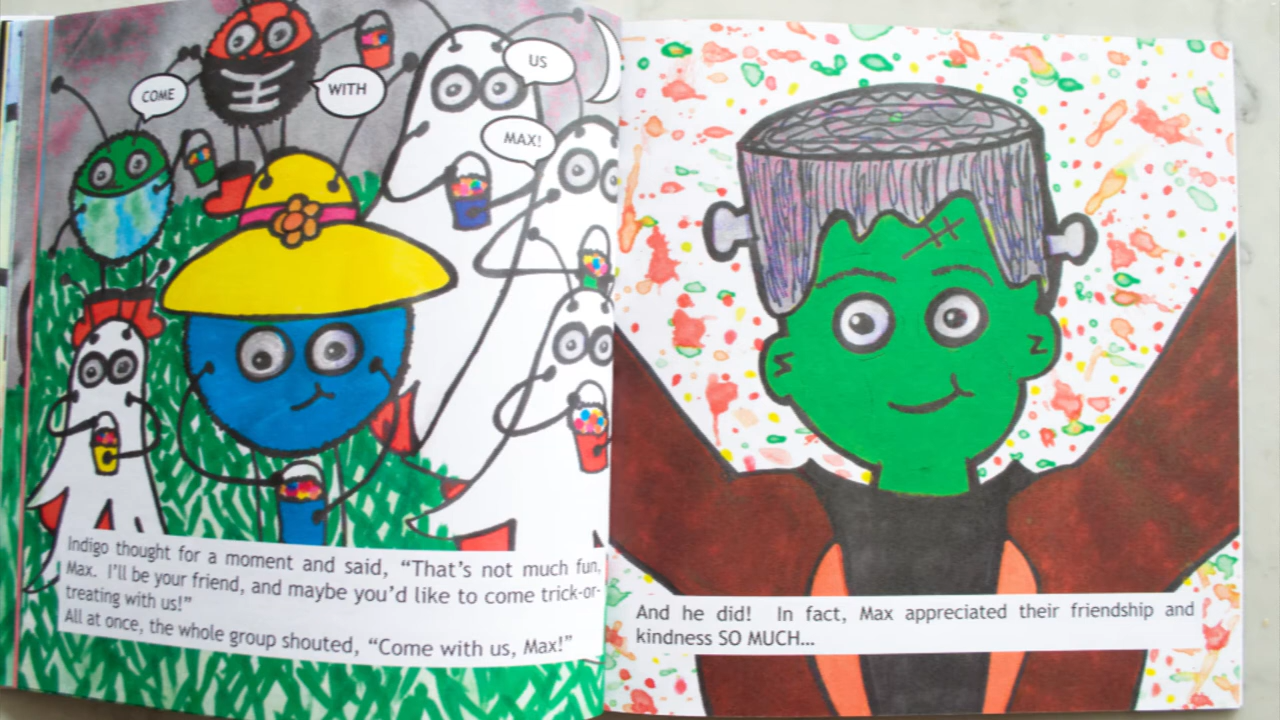 COME
WITH
US
MAX!
Indigo thought for a moment and said, “That’s not much fun,
Max. I’ll be your friend, and maybe you’d like to come trick-or-
treating with us!”
All at once, the whole group shouted, “Come with us, Max!”
And he did! In fact, Max appreciated their friendship and
kindness SO MUCH...